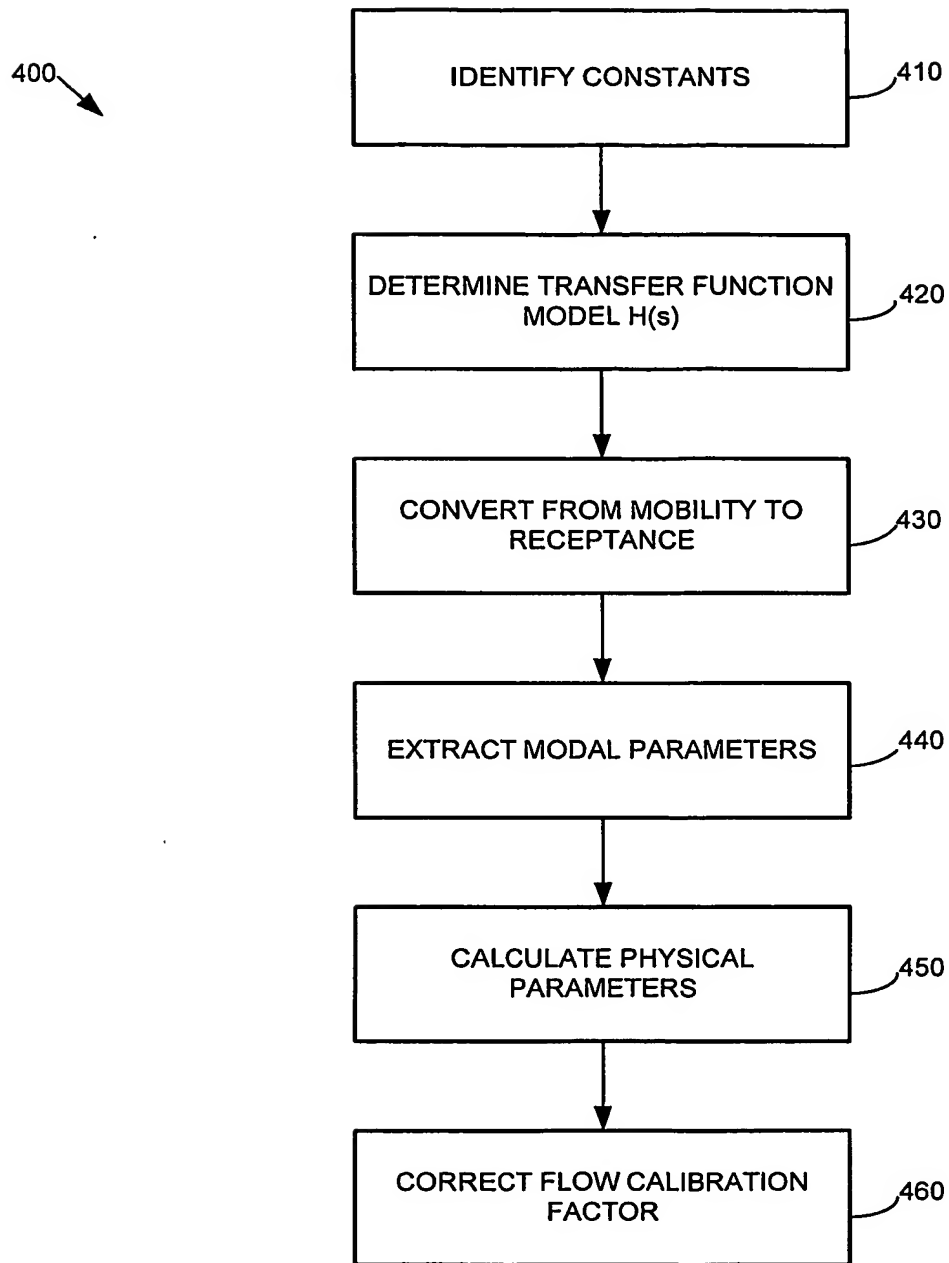 400
IDENTIFY CONSTANTS
410
DETERMINE TRANSFER FUNCTION
MODEL H(s)
420
CONVERT FROM MOBILITY TO
RECEPTANCE
430
EXTRACT MODAL PARAMETERS
440
CALCULATE PHYSICAL
PARAMETERS
450
CORRECT FLOW CALIBRATION
FACTOR
460